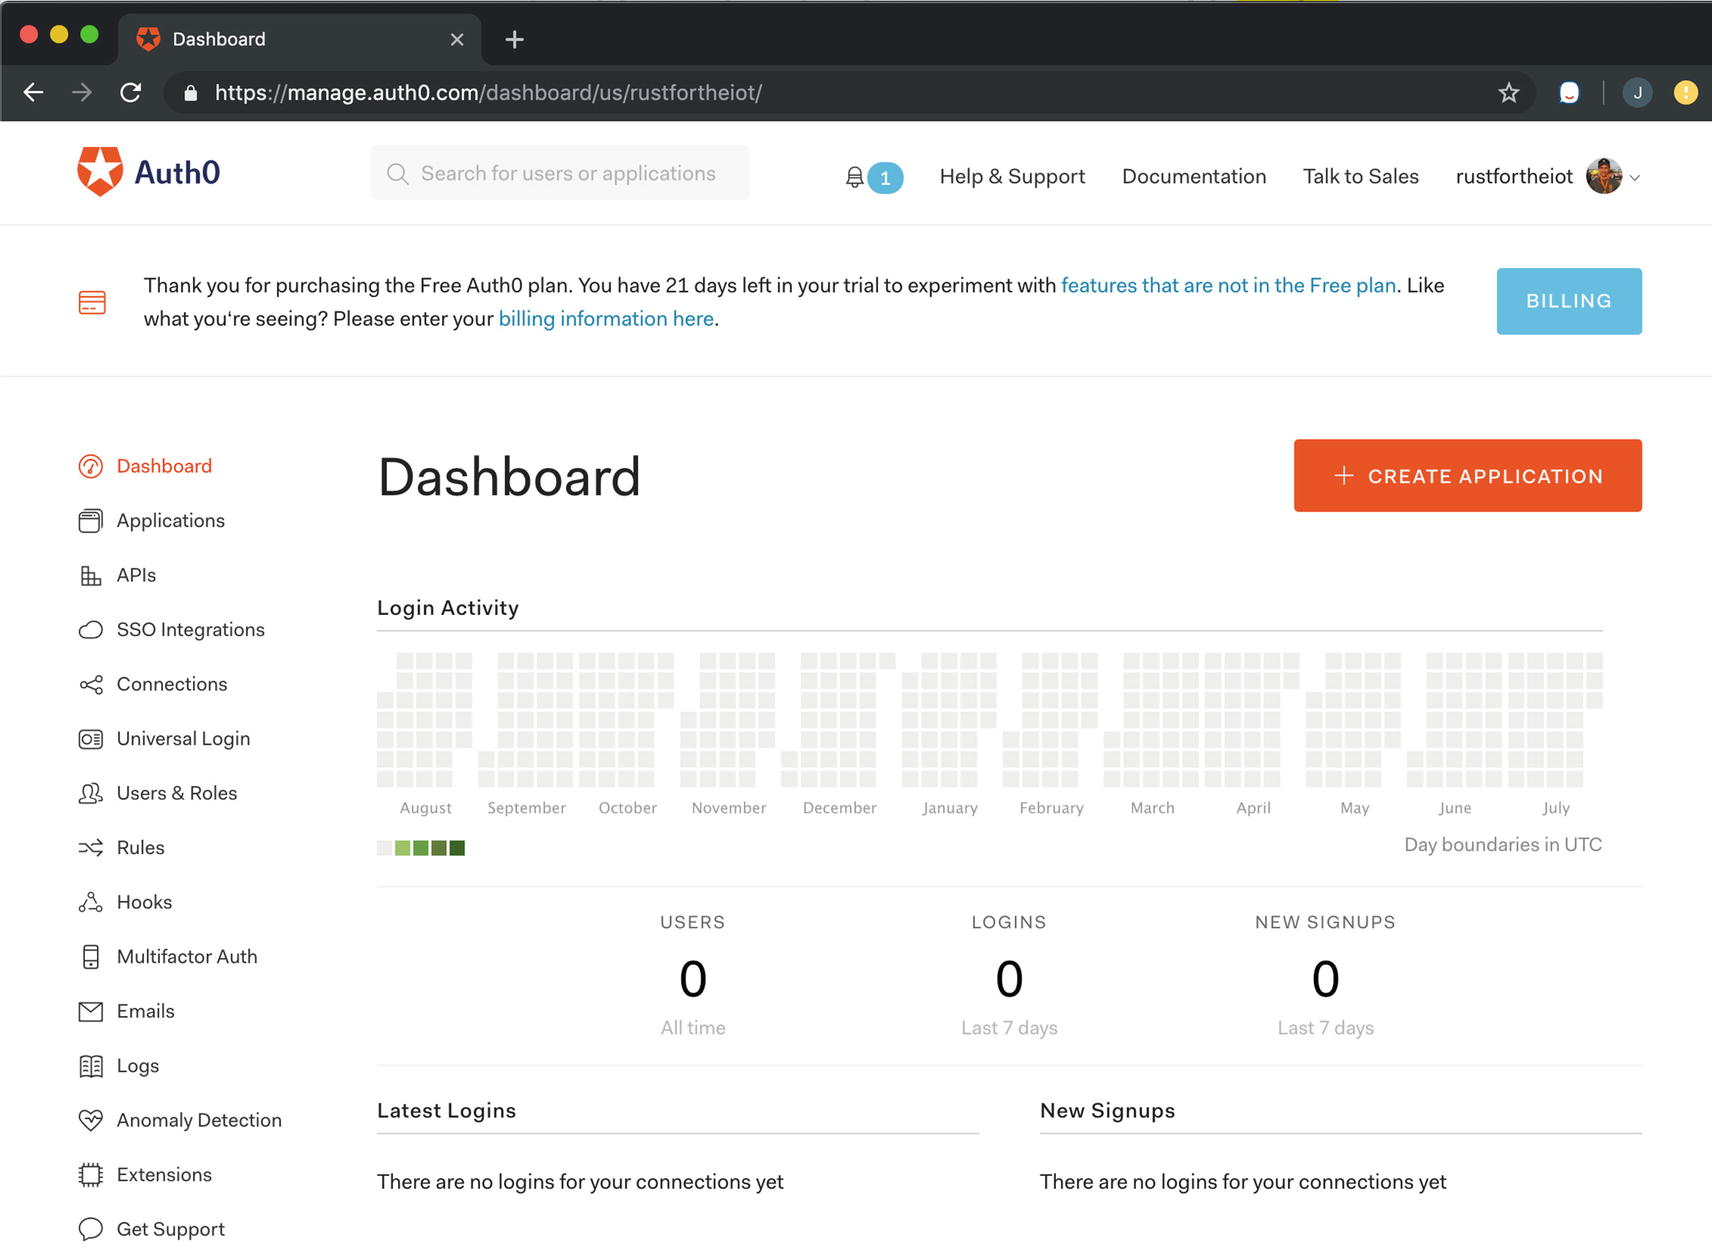 Dashboard
https://manage.auth0.com/dashboard/us/rustfortheiot/
J
Auth0
Search for users or applications
1
Help & Support
Documentation
Talk to Sales
rustfortheiot
Thank you for purchasing the Free Auth0 plan. You have 21 days left in your trial to experiment with features that are not in the Free plan. Like
what you‘re seeing? Please enter your billing information here.
BILLING
Dashboard
Applications
APIs
SSO Integrations
Connections
Universal Login
Users & Roles
Rules
Hooks
Multifactor Auth
Emails
Logs
Anomaly Detection
Extensions
Get Support
Dashboard
+ CREATE APPLICATION
Login Activity
August September October November December January February March April May June July
Day boundaries in UTC
USERS
0
All time
LOGINS
0
Last 7 days
NEW SIGNUPS
0
Last 7 days
Latest Logins
There are no logins for your connections yet
New Signups
There are no logins for your connections yet